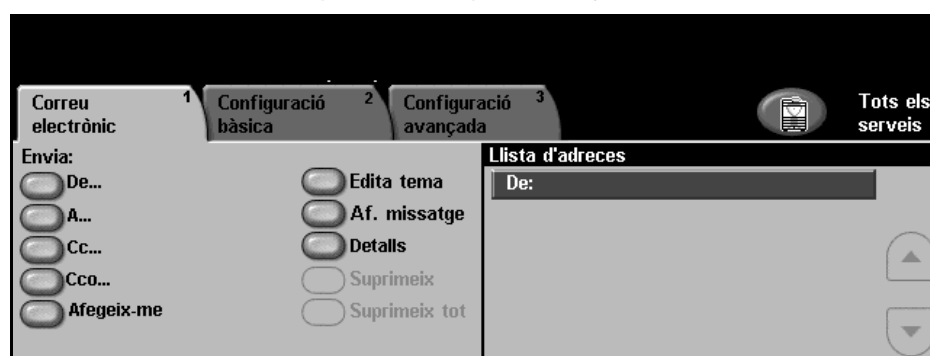 Correu electrònic 1
Configuració bàsica 2
Configuració avançada 3
Tots els serveis
Envia:
De...
A...
Cc...
Cco...
Afegeix-me
Edita tema
Af. missatge
Detalls
Suprimeix
Suprimeix tot
Llista d'adreces
De: